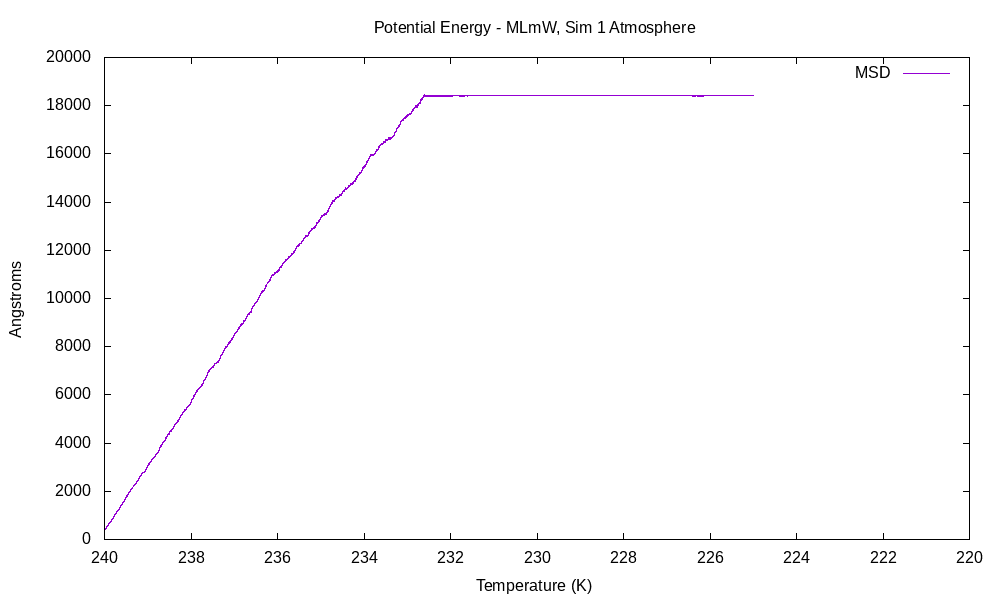 Potential Energy - MLmW, Sim 1 Atmosphere
MSD
20000
18000
16000
14000
12000
10000
8000
6000
4000
2000
0
Angstroms
240 238 236 234 232 230 228 226 224 222 220
Temperature (K)